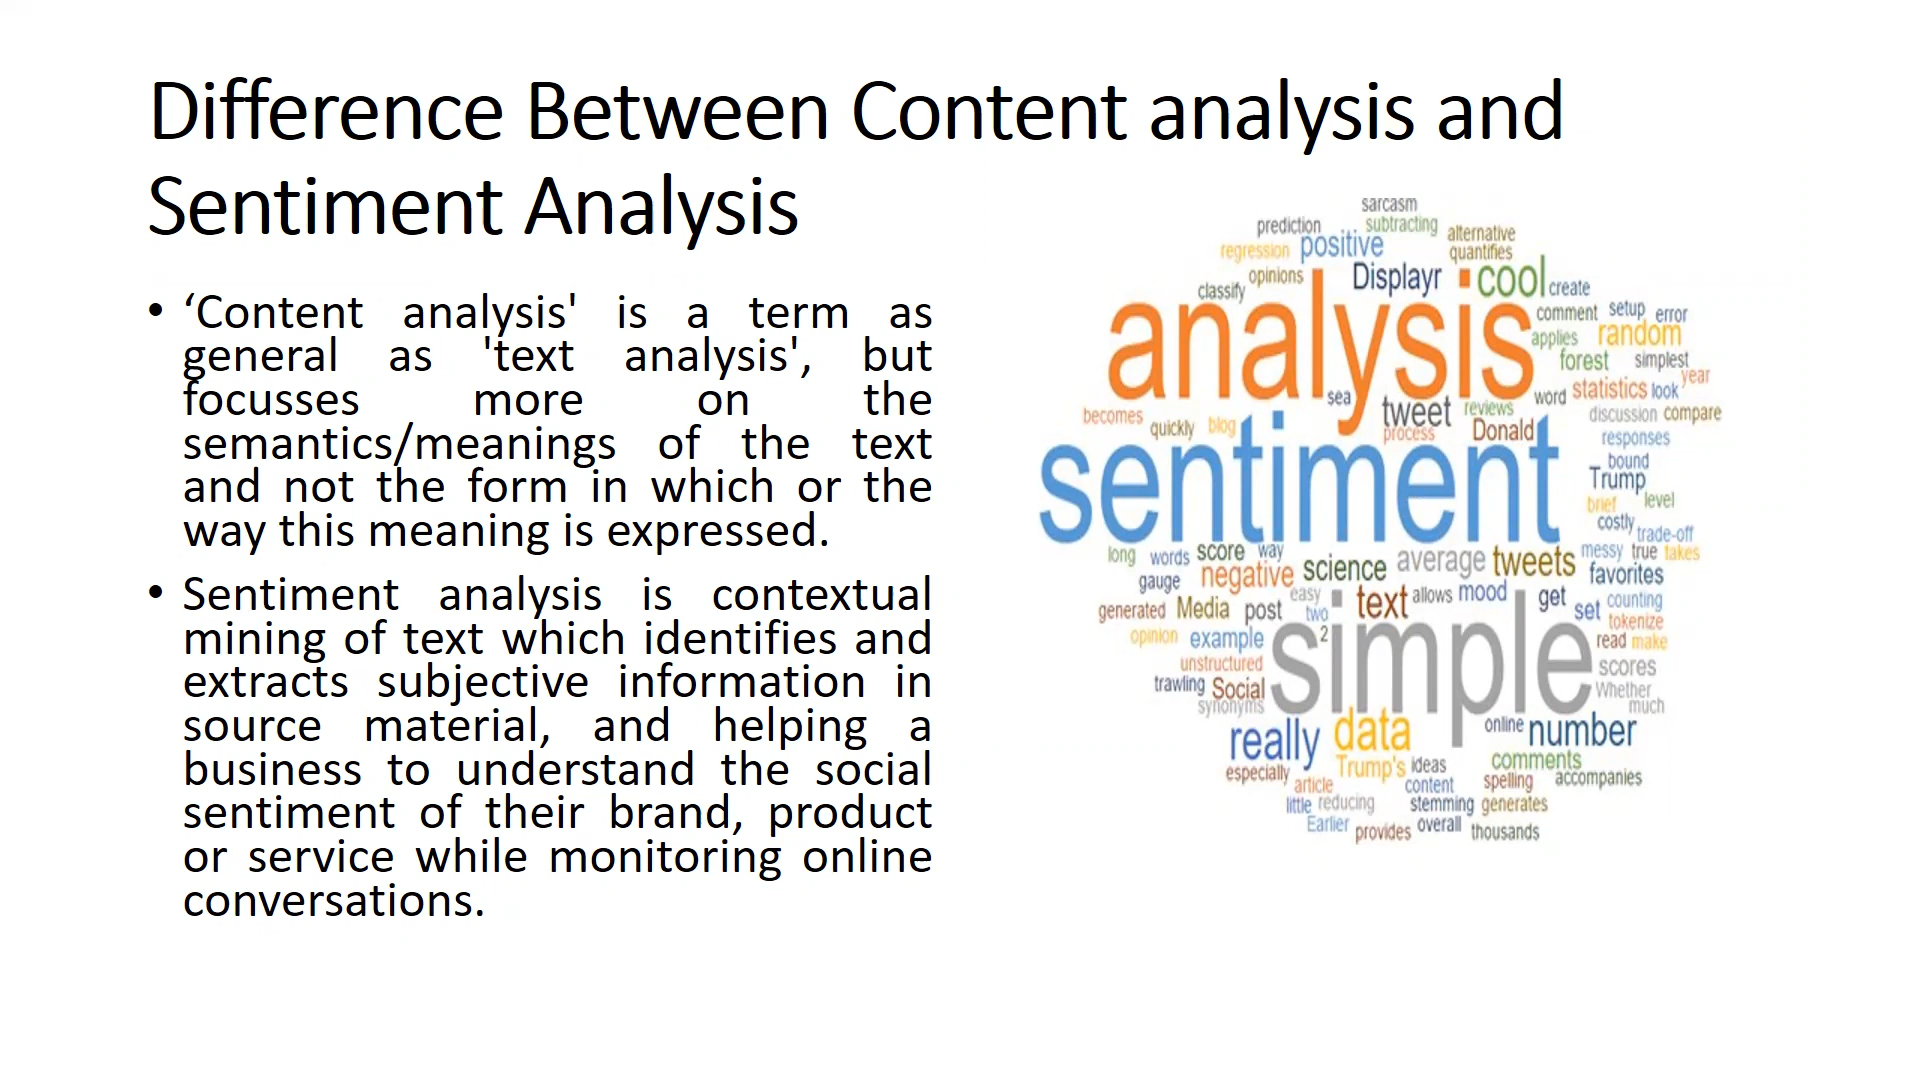 Difference Between Content analysis and
Sentiment Analysis
• ‘Content analysis' is a term as
general as 'text analysis', but
focusses more on the
semantics/meanings of the text
and not the form in which or the
way this meaning is expressed.
• Sentiment analysis is contextual
mining of text which identifies and
extracts subjective information in
source material, and helping a
business to understand the social
sentiment of their brand, product
or service while monitoring online
conversations.
sarcasm
prediction subtracting
regression positive alternative
quantifies
opinions Displayr cool create
classify
analysis
comment setup error
applies random
forest simplest
year
sea word statistics look
becomes tweet reviews discussion compare
quickly blog process Donald
responses
sentiment
bound
Trump
brief level
costly
trade-off
long words score way messy true takes
gauge negative science average tweets favorites
easy allows mood get counting
generated Media post two text set
tokenize
opinion example 2 simple read make
unstructured scores
trawling Social Whether
synonyms much
really data online number
comments
especially Trump's ideas accompanies
article content spelling
little reducing stemming generates
Earlier provides overall thousands